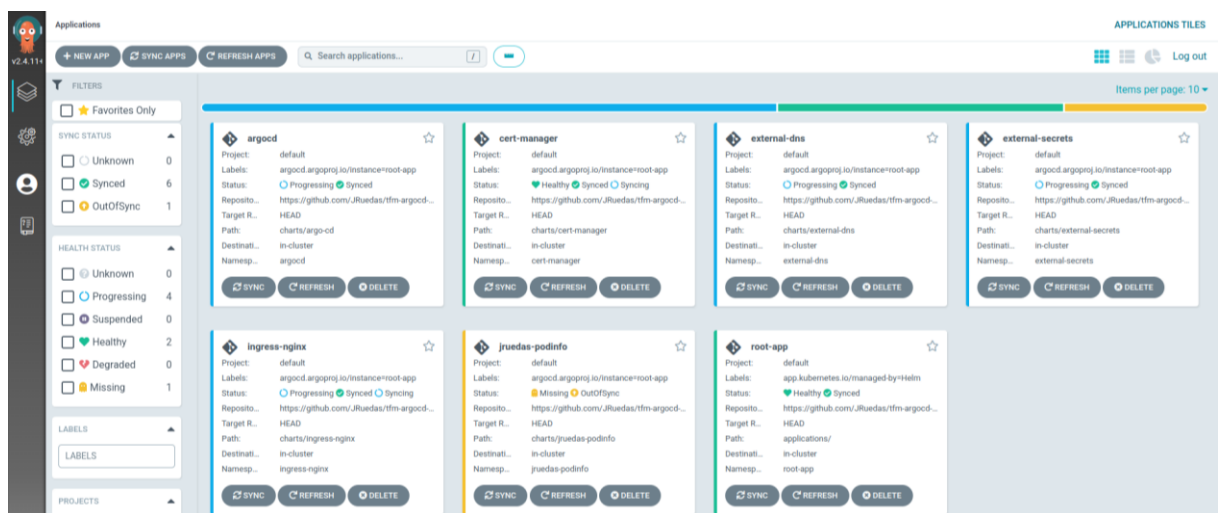 Applications
APPLICATIONS TILES
v2.4.11+
+ NEW APP
SYNC APPS
REFRESH APPS
Search applications...
/
Log out
FILTERS
Items per page: 10
Favorites Only
SYNC STATUS
Unknown 0
Synced 6
OutOfSync 1
HEALTH STATUS
Unknown 0
Progressing 4
Suspended 0
Healthy 2
Degraded 0
Missing 1
LABELS
LABELS
PROJECTS
argocd
Project: default
Labels: argocd.argoproj.io/instance=root-app
Status: Progressing Synced
Reposito... https://github.com/JRuedas/tfm-argocd-...
Target R... HEAD
Path: charts/argo-cd
Destinati... in-cluster
Namesp... argocd
SYNC REFRESH DELETE
cert-manager
Project: default
Labels: argocd.argoproj.io/instance=root-app
Status: Healthy Synced Syncing
Reposito... https://github.com/JRuedas/tfm-argocd-...
Target R... HEAD
Path: charts/cert-manager
Destinati... in-cluster
Namesp... cert-manager
SYNC REFRESH DELETE
external-dns
Project: default
Labels: argocd.argoproj.io/instance=root-app
Status: Progressing Synced
Reposito... https://github.com/JRuedas/tfm-argocd-...
Target R... HEAD
Path: charts/external-dns
Destinati... in-cluster
Namesp... external-dns
SYNC REFRESH DELETE
external-secrets
Project: default
Labels: argocd.argoproj.io/instance=root-app
Status: Progressing Synced
Reposito... https://github.com/JRuedas/tfm-argocd-...
Target R... HEAD
Path: charts/external-secrets
Destinati... in-cluster
Namesp... external-secrets
SYNC REFRESH DELETE
ingress-nginx
Project: default
Labels: argocd.argoproj.io/instance=root-app
Status: Progressing Synced Syncing
Reposito... https://github.com/JRuedas/tfm-argocd-...
Target R... HEAD
Path: charts/ingress-nginx
Destinati... in-cluster
Namesp... ingress-nginx
SYNC REFRESH DELETE
jruedas-podinfo
Project: default
Labels: argocd.argoproj.io/instance=root-app
Status: Missing OutOfSync
Reposito... https://github.com/JRuedas/tfm-argocd-...
Target R... HEAD
Path: charts/jruedas-podinfo
Destinati... in-cluster
Namesp... jruedas-podinfo
SYNC REFRESH DELETE
root-app
Project: default
Labels: app.kubernetes.io/managed-by=Helm
Status: Healthy Synced
Reposito... https://github.com/JRuedas/tfm-argocd-...
Target R... HEAD
Path: applications/
Destinati... in-cluster
Namesp... root-app
SYNC REFRESH DELETE